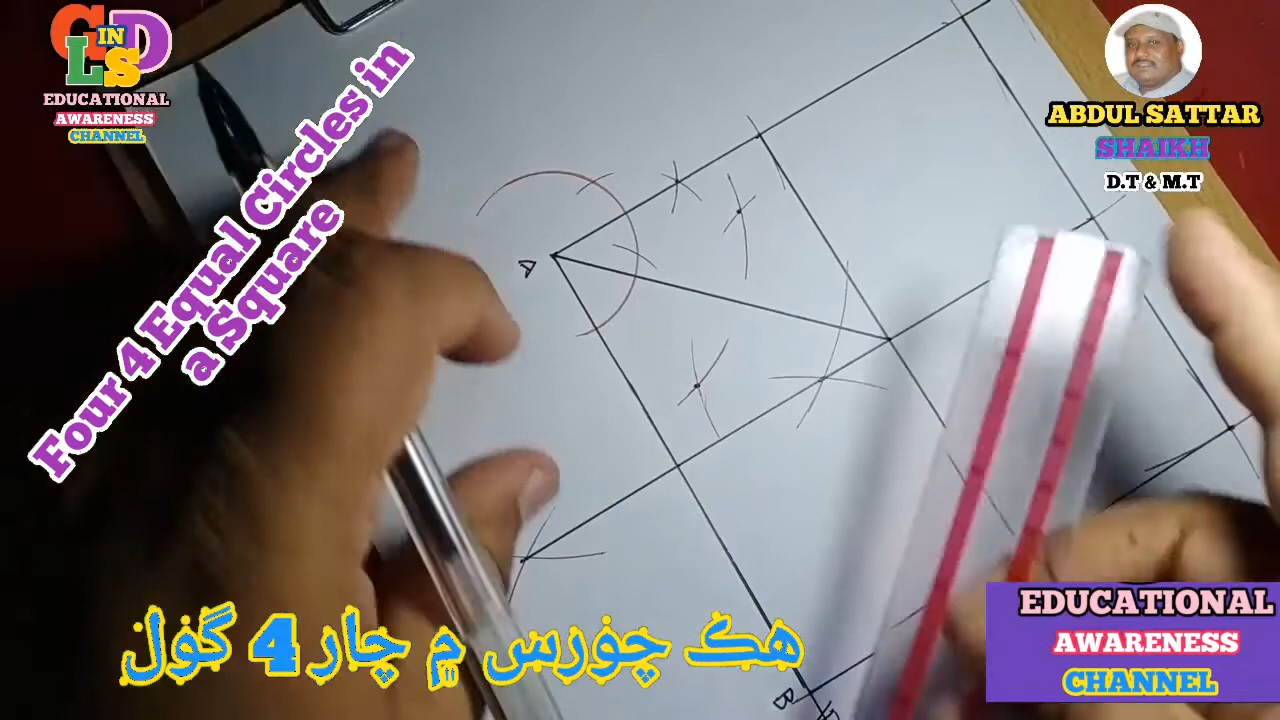 G IN D
LS
EDUCATIONAL
AWARENESS
CHANNEL
Four 4 Equal Circles in
a Square
ABDUL SATTAR
SHAIKH
D.T & M.T
A
B
هڪ چورس ۾ چار 4 گول
EDUCATIONAL
AWARENESS
CHANNEL